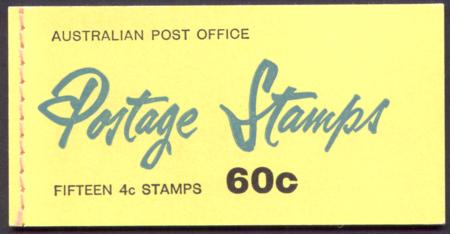 AUSTRALIAN POST OFFICE
Postage Stamps
FIFTEEN 4c STAMPS 60c